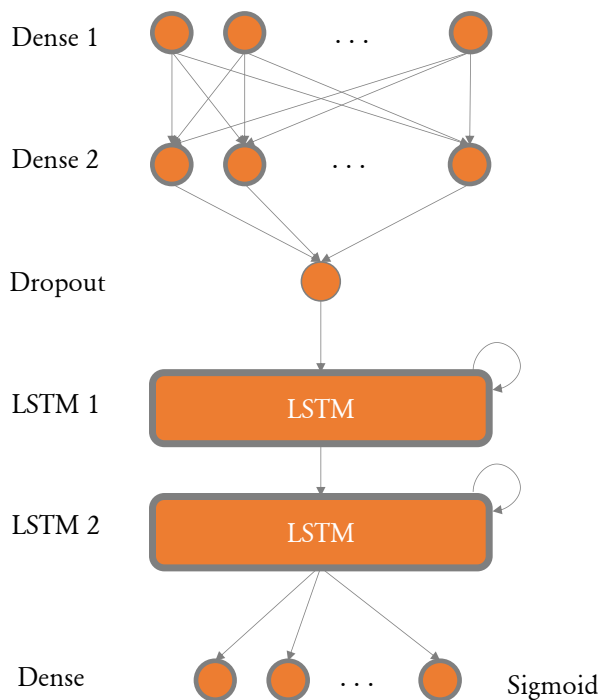 Dense 1
. . .
Dense 2
. . .
Dropout
LSTM 1
LSTM
LSTM 2
LSTM
Dense
. . .
Sigmoid